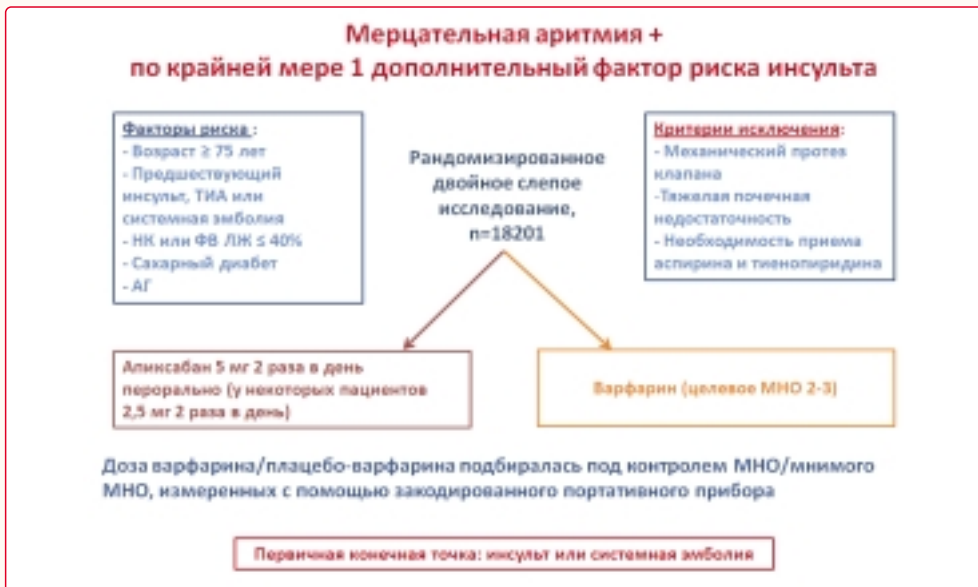 Мерцательная аритмия +
по крайней мере 1 дополнительный фактор риска инсульта
Факторы риска :
- Возраст ≥ 75 лет
- Предшествующий
инсульт, ТИА или
системная эмболия
- НК или ФВ ЛЖ ≤ 40%
- Сахарный диабет
- АГ
Рандомизированное
двойное слепое
исследование,
n=18201
Критерии исключения:
- Механический протез
клапана
-Тяжелая почечная
недостаточность
- Необходимость приема
аспирина и тиенопиридина
Апиксабан 5 мг 2 раза в день
перорально (у некоторых пациентов
2,5 мг 2 раза в день)
Варфарин (целевое МНО 2-3)
Доза варфарина/плацебо-варфарина подбиралась под контролем МНО/мнимого
МНО, измеренных с помощью закодированного портативного прибора
Первичная конечная точка: инсульт или системная эмболия